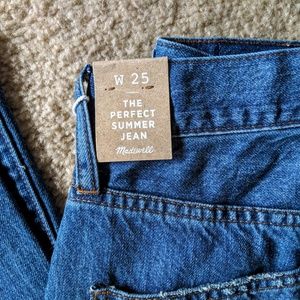 W 25
THE
PERFECT
SUMMER
JEAN
Madewell